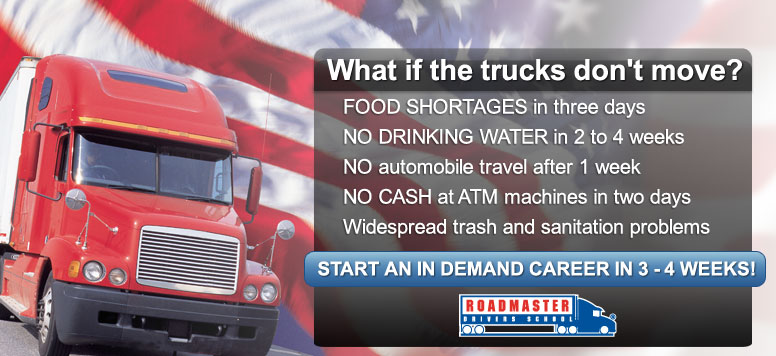 What if the trucks don't move?
FOOD SHORTAGES in three days
NO DRINKING WATER in 2 to 4 weeks
NO automobile travel after 1 week
NO CASH at ATM machines in two days
Widespread trash and sanitation problems
START AN IN DEMAND CAREER IN 3 - 4 WEEKS!
ROADMASTER
DRIVERS SCHOOL